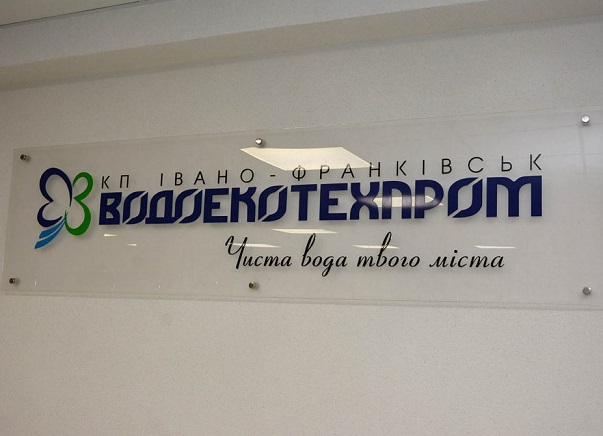 КП ІВАНО-ФРАНКІВСЬК
ВОДОЕКОТЕХПРОМ
Чиста вода твого міста